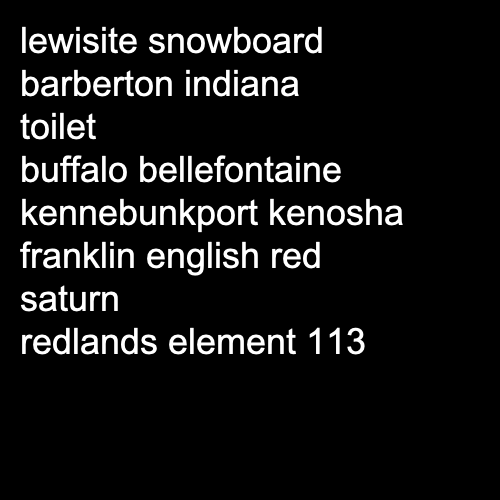 lewisite snowboard
barberton indiana
toilet
buffalo bellefontaine
kennebunkport kenosha
franklin english red
saturn
redlands element 113